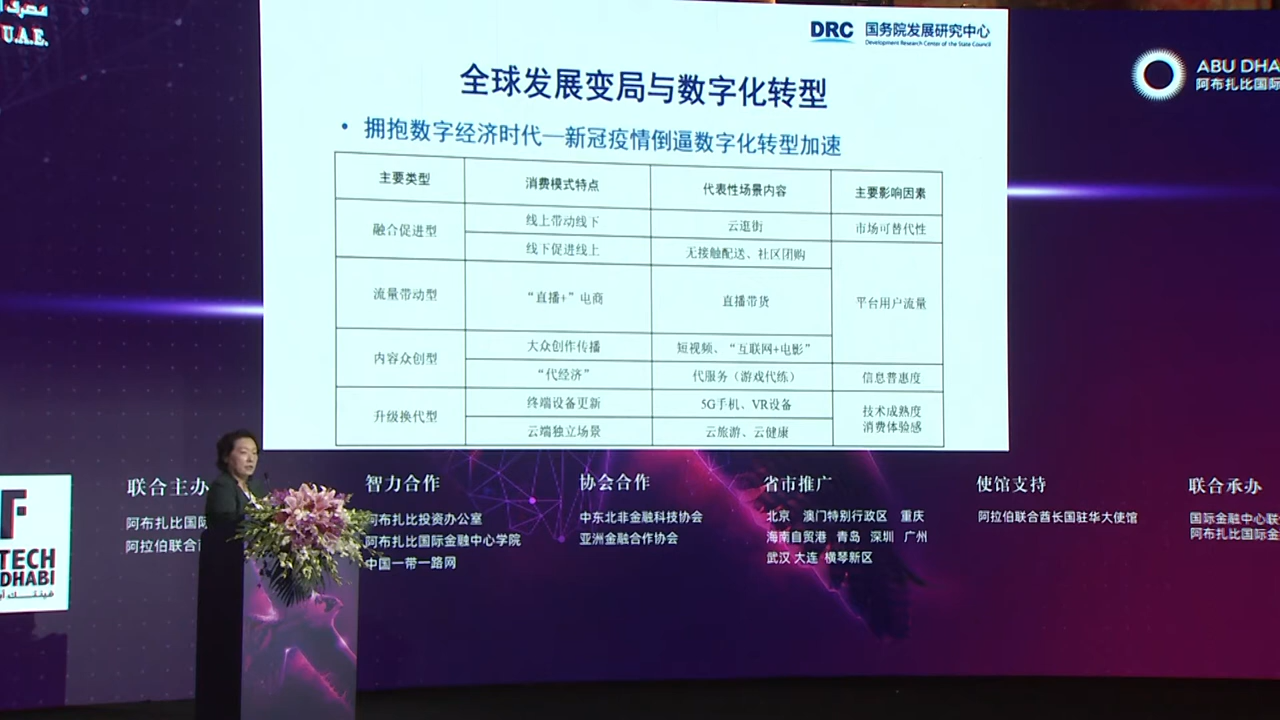 مصرف
U.A.E.
DRC 国务院发展研究中心
Development Research Center of the State Council
全球发展变局与数字化转型
• 拥抱数字经济时代—新冠疫情倒逼数字化转型加速
主要类型 消费模式特点 代表性场景内容 主要影响因素
融合促进型 线上带动线下 云逛街 市场可替代性
线下促进线上 无接触配送、社区团购
流量带动型 “直播+”电商 直播带货 平台用户流量
内容众创型 大众创作传播 短视频、“互联网+电影”
“代经济” 代服务（游戏代练） 信息普惠度
升级换代型 终端设备更新 5G手机、VR设备 技术成熟度
消费体验感
云端独立场景 云旅游、云健康
ABU DHA
阿布扎比国际
F
TECH
DHABI
联合主办
阿布扎比国际
阿拉伯联合
智力合作
阿布扎比投资办公室
阿布扎比国际金融中心学院
中国一带一路网
协会合作
中东北非金融科技协会
亚洲金融合作协会
省市推广
北京 澳门特别行政区 重庆
海南自贸港 青岛 深圳 广州
武汉 大连 横琴新区
使馆支持
阿拉伯联合酋长国驻华大使馆
联合承办
国际金融中心联
阿布扎比国际金